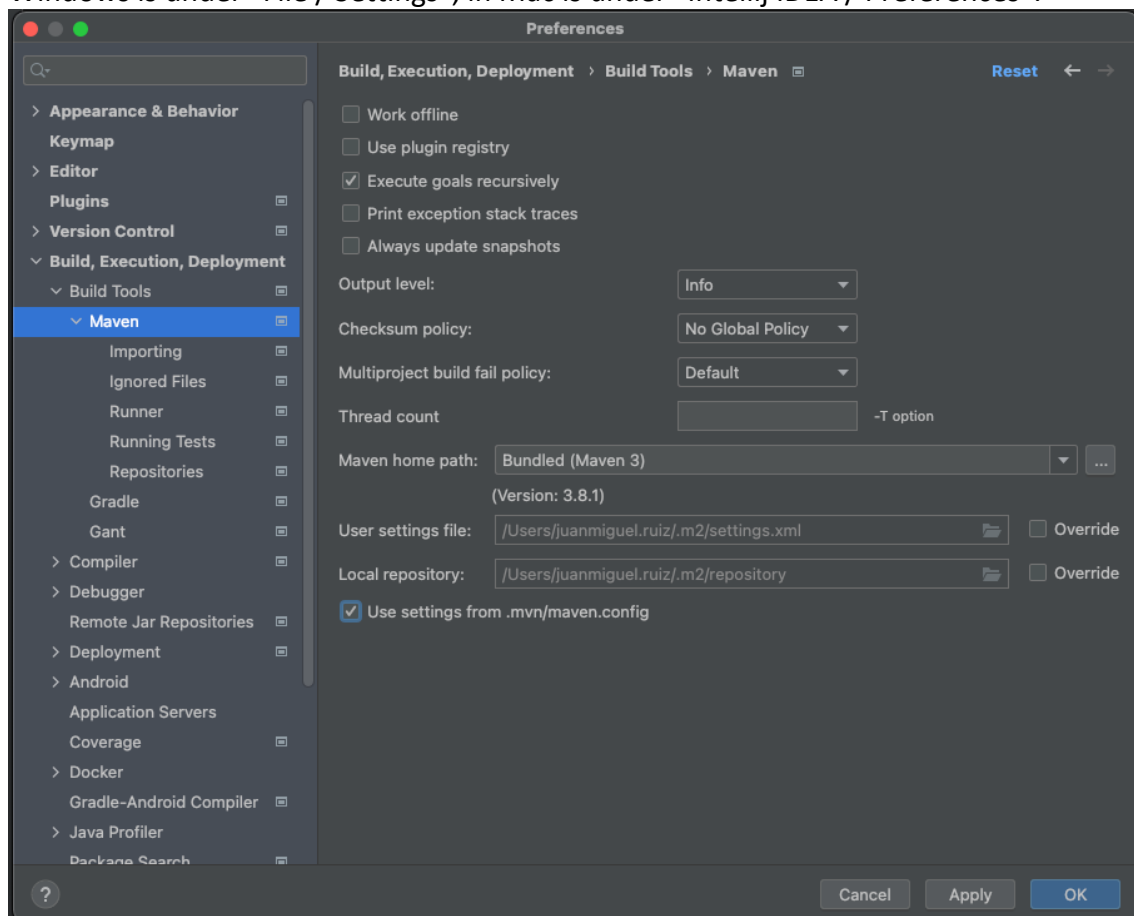 Preferences
Build, Execution, Deployment > Build Tools > Maven
Reset
Appearance & Behavior
Keymap
Editor
Plugins
Version Control
Build, Execution, Deployment
Build Tools
Maven
Importing
Ignored Files
Runner
Running Tests
Repositories
Gradle
Gant
Compiler
Debugger
Remote Jar Repositories
Deployment
Android
Application Servers
Coverage
Docker
Gradle-Android Compiler
Java Profiler
Package Search
Work offline
Use plugin registry
Execute goals recursively
Print exception stack traces
Always update snapshots
Output level: Info
Checksum policy: No Global Policy
Multiproject build fail policy: Default
Thread count -T option
Maven home path: Bundled (Maven 3) ...
(Version: 3.8.1)
User settings file: /Users/juanmiguel.ruiz/.m2/settings.xml Override
Local repository: /Users/juanmiguel.ruiz/.m2/repository Override
Use settings from .mvn/maven.config
? Cancel Apply OK